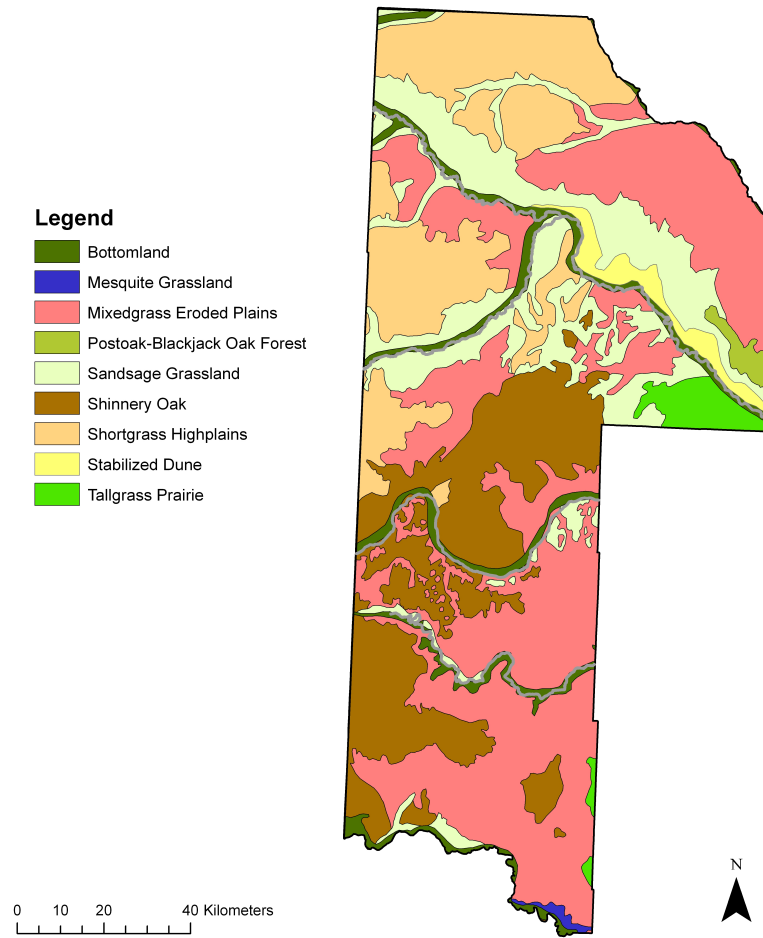 Legend
Bottomland
Mesquite Grassland
Mixedgrass Eroded Plains
Postoak-Blackjack Oak Forest
Sandsage Grassland
Shinnery Oak
Shortgrass Highplains
Stabilized Dune
Tallgrass Prairie
N
0 10 20 40 Kilometers